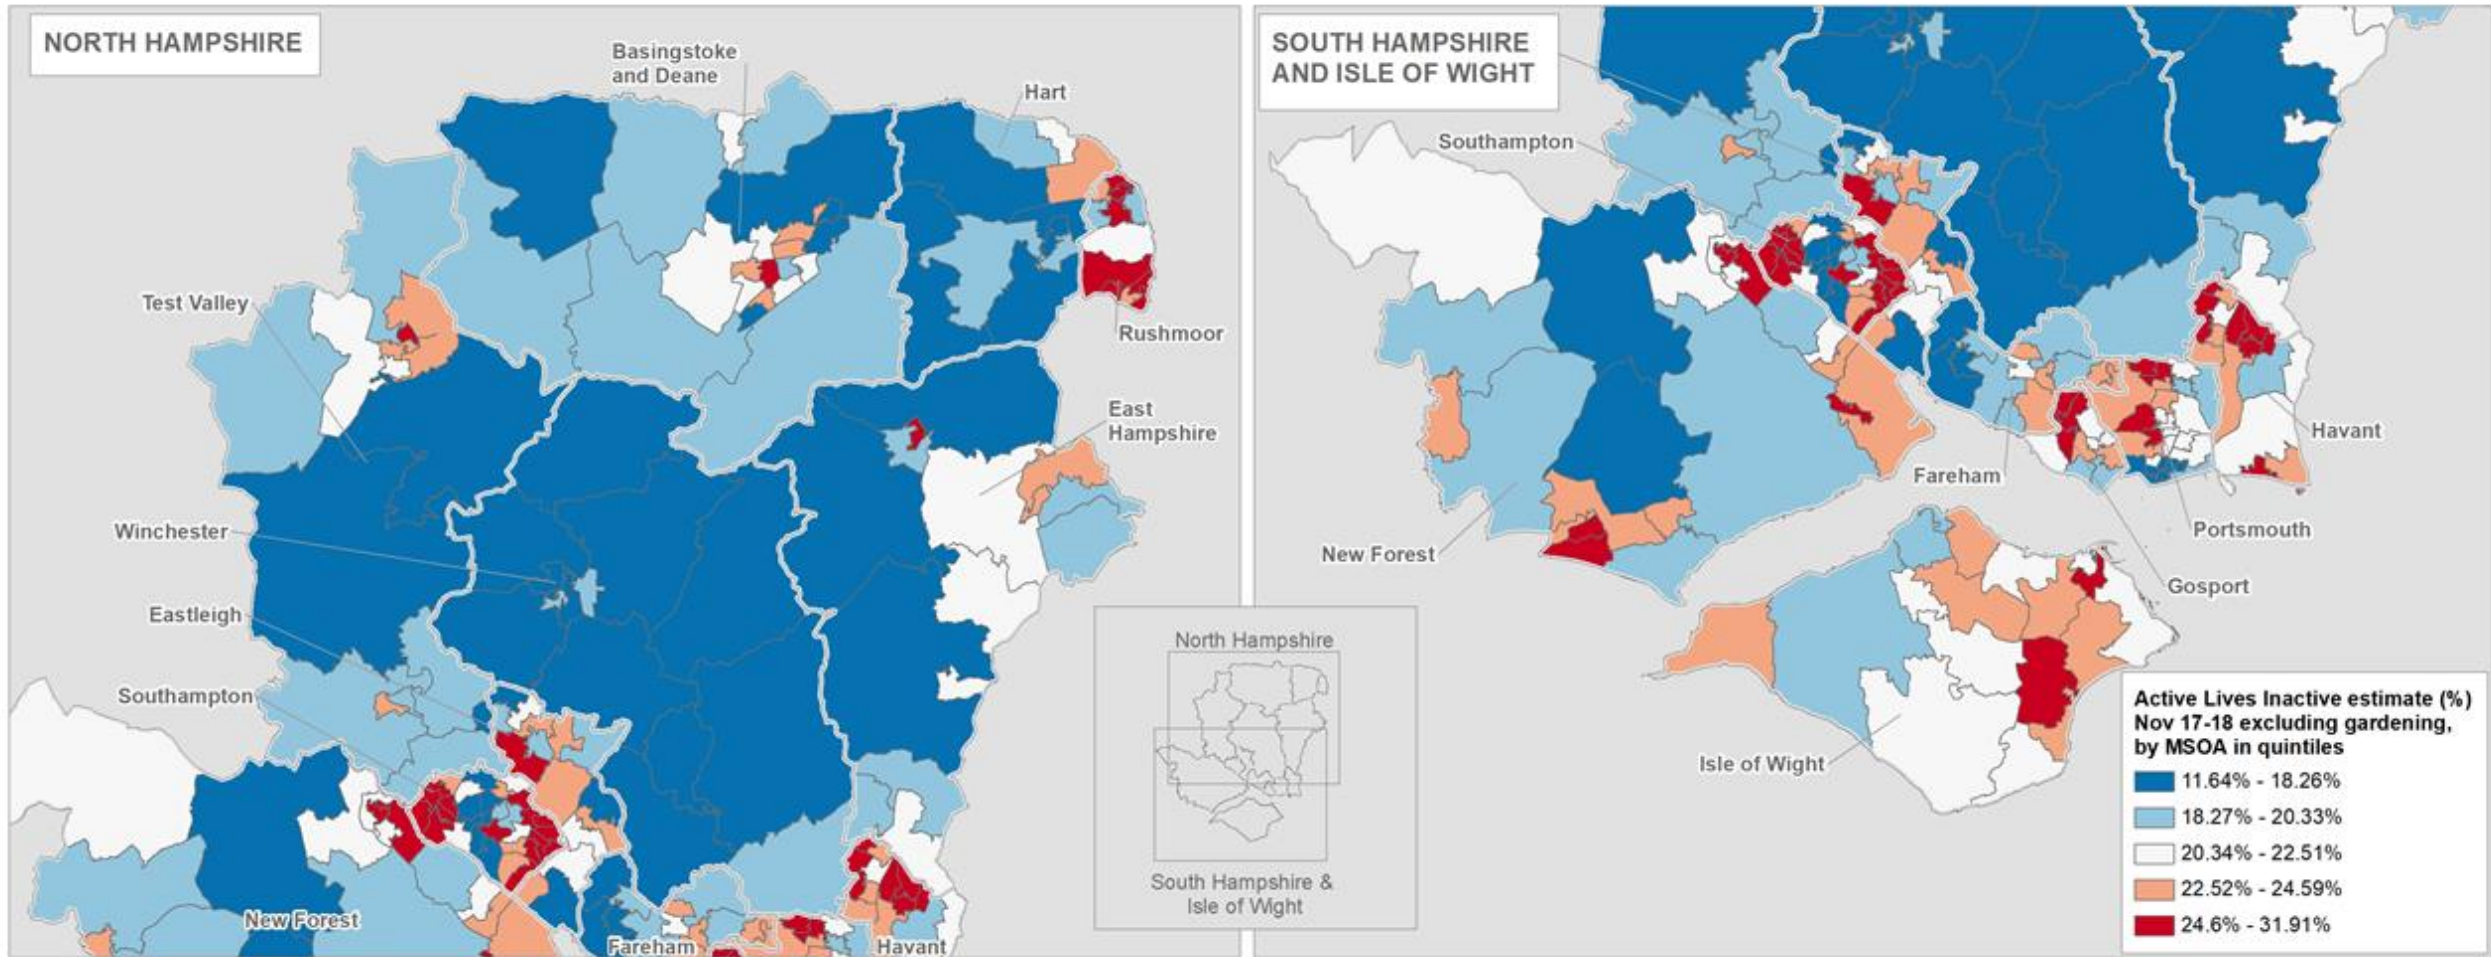 NORTH HAMPSHIRE
Basingstoke
and Deane
Hart
Test Valley
Rushmoor
East
Hampshire
Winchester
Eastleigh
Southampton
New Forest
Fareham
Havant
North Hampshire
South Hampshire &
Isle of Wight
SOUTH HAMPSHIRE
AND ISLE OF WIGHT
Southampton
Havant
Fareham
Portsmouth
New Forest
Gosport
Isle of Wight
Active Lives Inactive estimate (%)
Nov 17-18 excluding gardening,
by MSOA in quintiles
11.64% - 18.26%
18.27% - 20.33%
20.34% - 22.51%
22.52% - 24.59%
24.6% - 31.91%